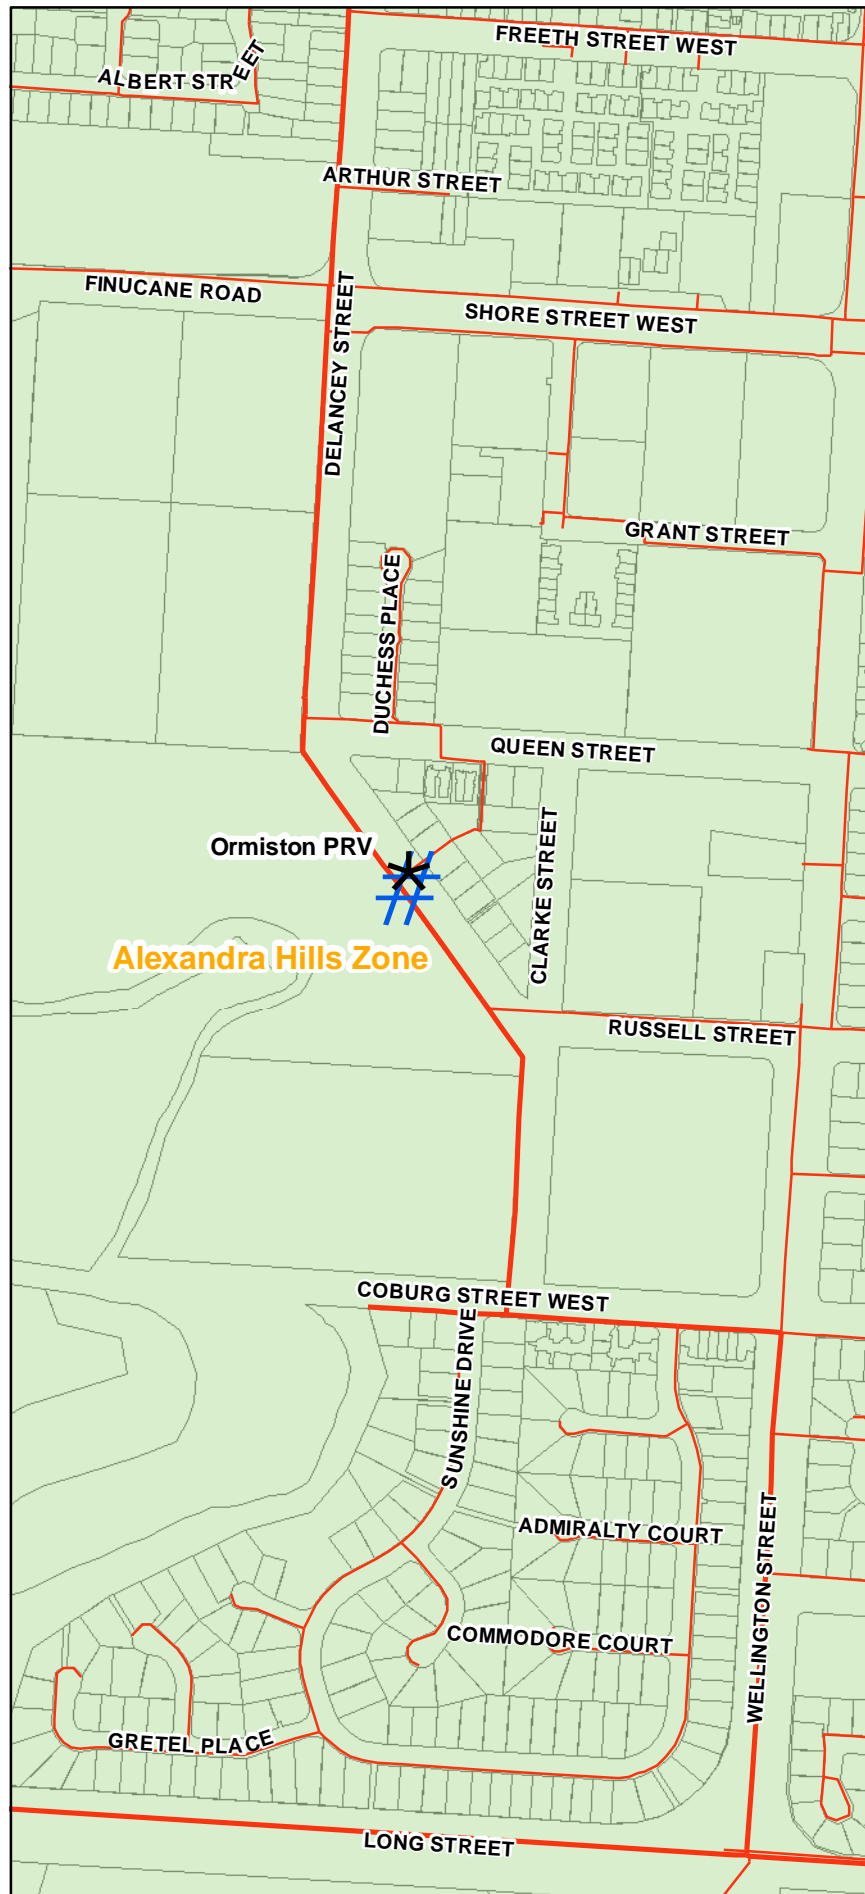 FREETH STREET WEST
ALBERT STREET
ARTHUR STREET
FINUCANE ROAD
SHORE STREET WEST
DELANCEY STREET
GRANT STREET
DUCHESS PLACE
QUEEN STREET
Ormiston PRV
CLARKE STREET
Alexandra Hills Zone
RUSSELL STREET
COBURG STREET WEST
SUNSHINE DRIVE
ADMIRALTY COURT
WELLINGTON STREET
COMMODORE COURT
GRETEL PLACE
LONG STREET